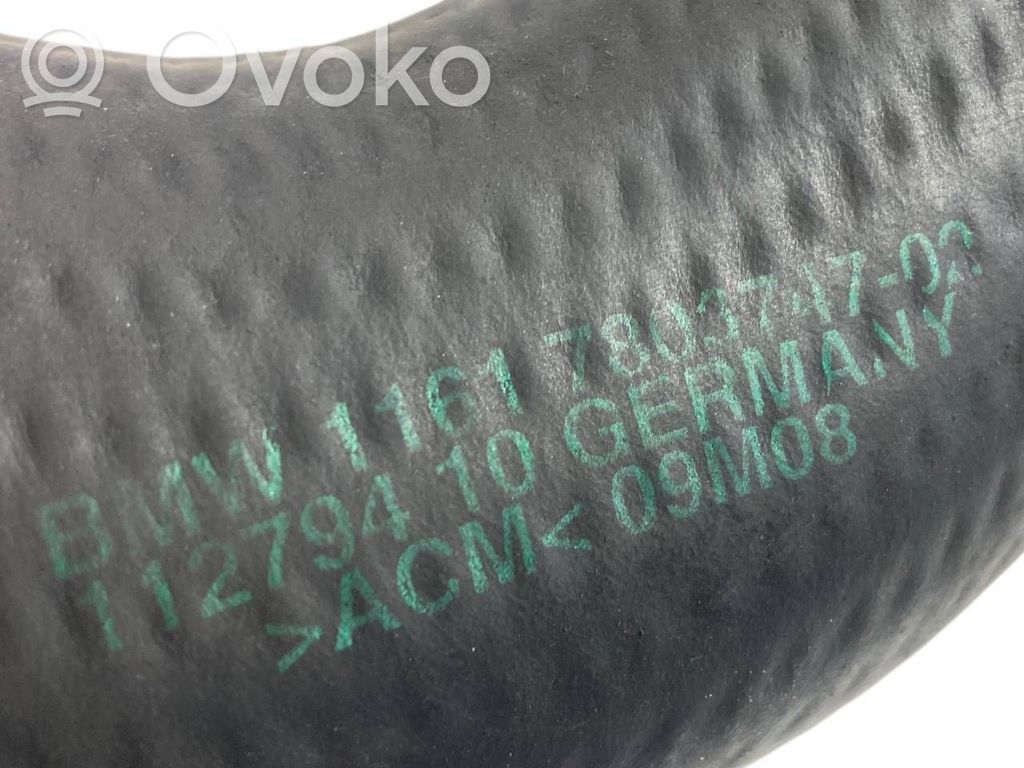 Ovoko
BMW 1161 7803747-02
112794 10 GERMANY
>ACM< 09M08